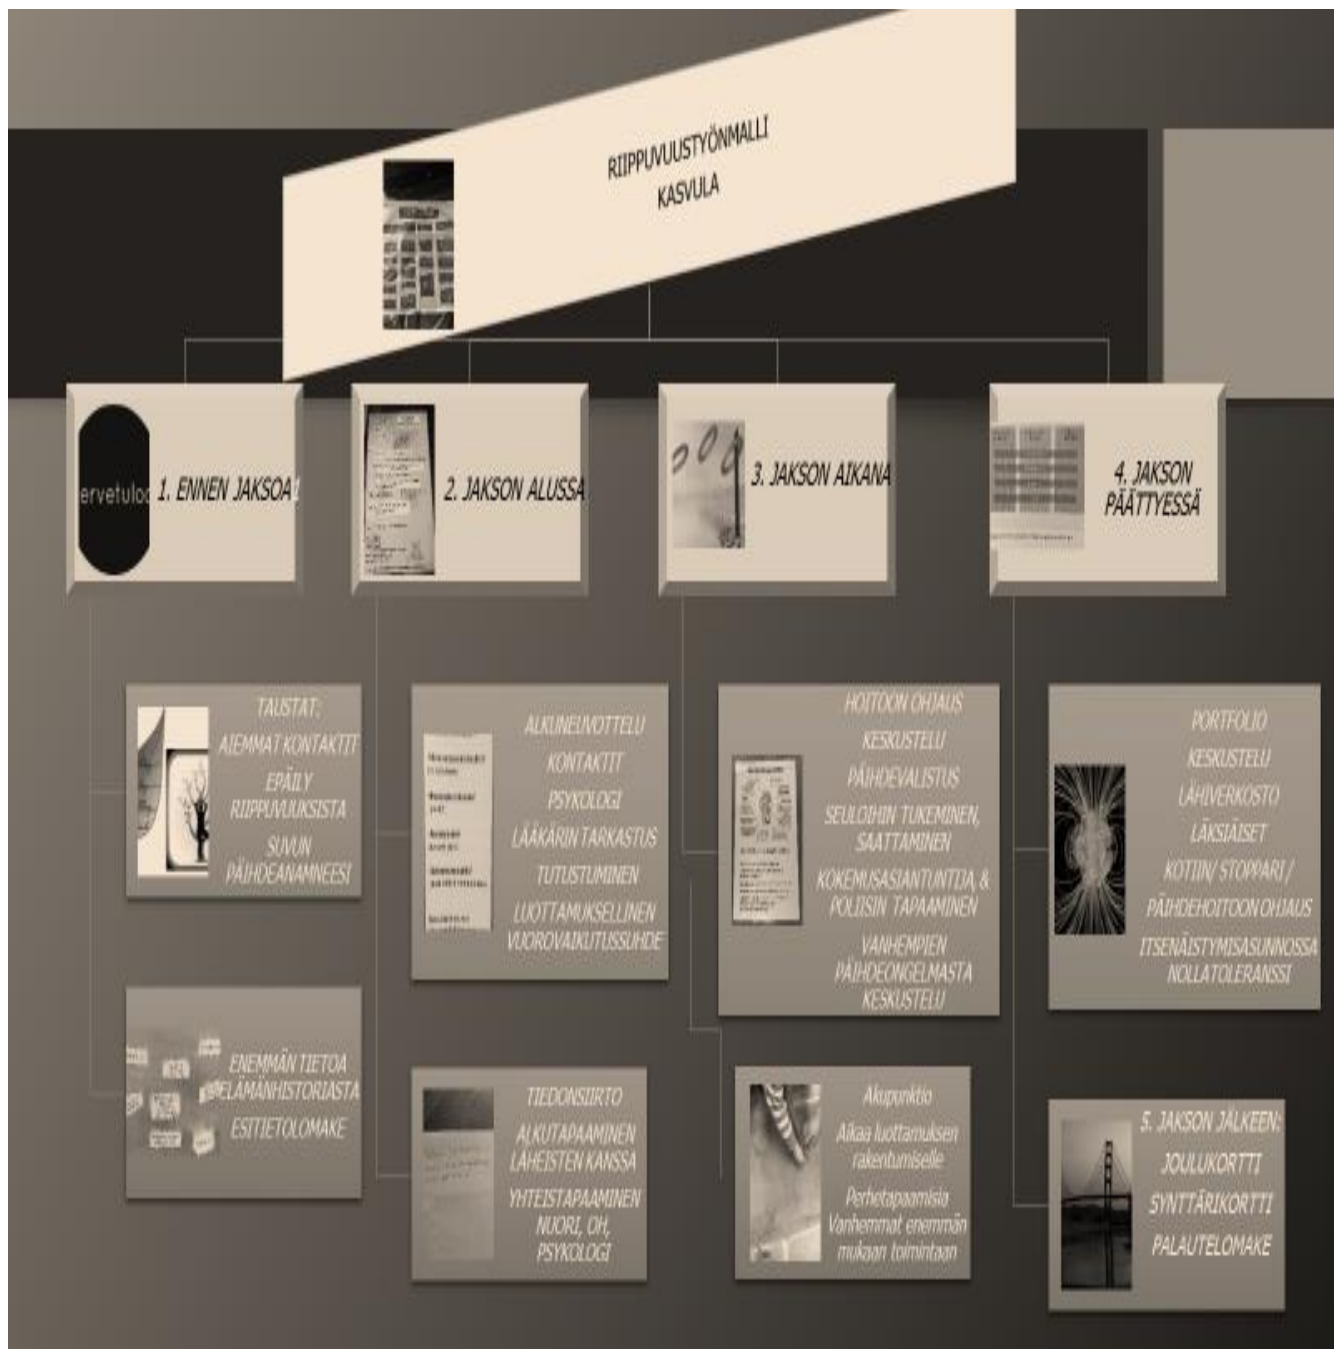 RIIPPUVUUSTYÖNMALLI
KASVULA
ervetuloo
1. ENNEN JAKSOA
2. JAKSON ALUSSA
3. JAKSON AIKANA
4. JAKSON
PÄÄTTYESSÄ
TAUSTAT:
AIEMMAT KONTAKTIT
EPÄILY
RIIPPUVUUKSISTA
SUVUN
PÄIHDEANAMNEESI
ENEMMÄN TIETOA
ELÄMÄNHISTORIASTA
ESITIETOLOMAKE
ALKUNEUVOTTELU
KONTAKTIT
PSYKOLOGI
LÄÄKÄRIN TARKASTUS
TUTUSTUMINEN
LUOTTAMUKSELLINEN
VUOROVAIKUTUSSUHDE
TIEDONSIIRTO
ALKUTAPAAMINEN
LÄHEISTEN KANSSA
YHTEISTAPAAMINEN
NUORI, OH,
PSYKOLOGI
HOITOON OHJAUS
KESKUSTELU
PÄIHDEVALISTUS
SEULOIHIN TUKEMINEN,
SAATTAMINEN
KOKEMUSASIANTUNTIJA, &
POLIISIN TAPAAMINEN
VANHEMPIEN
PÄIHDEONGELMASTA
KESKUSTELU
Akupunktio
Aikaa luottamuksen
rakentumiselle
Perhetapaamisia
Vanhemmat enemmän
mukaan toimintaan
PORTFOLIO
KESKUSTELU
LÄHIVERKOSTO
LÄKSIÄISET
KOTIIN/ STOPPARI /
PÄIHDEHOITOON OHJAUS
ITSENÄISTYMISASUNNOSSA
NOLLATOLERANSSI
5. JAKSON JÄLKEEN:
JOULUKORTTI
SYNTTÄRIKORTTI
PALAUTELOMAKE